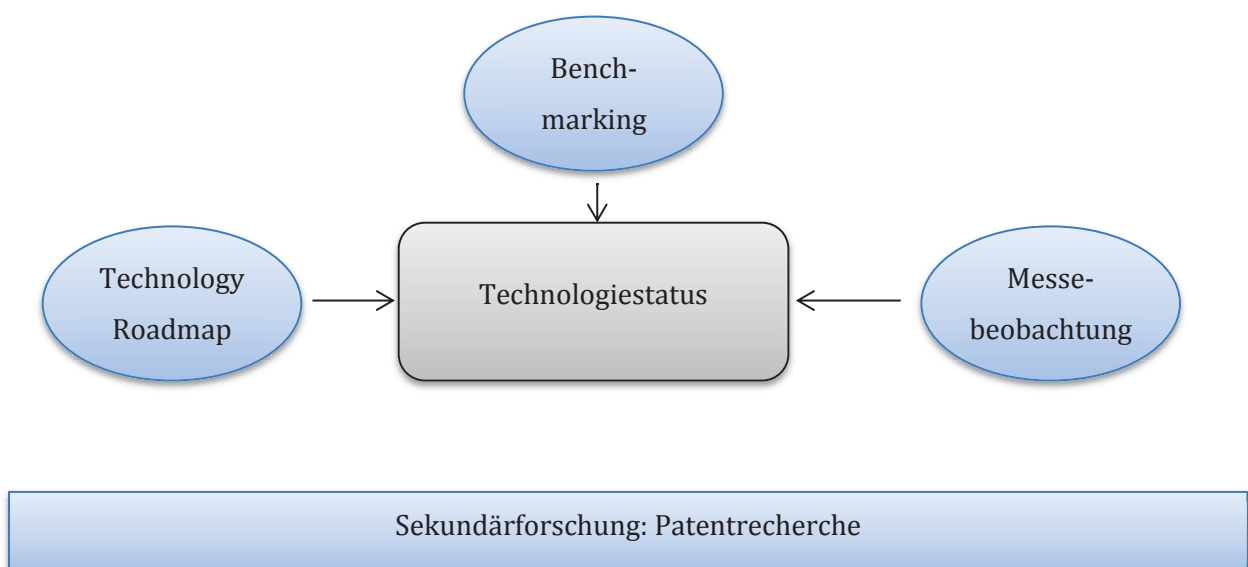 Bench-
marking
Technology
Roadmap
Technologiestatus
Messe-
beobachtung
Sekundärforschung: Patentrecherche